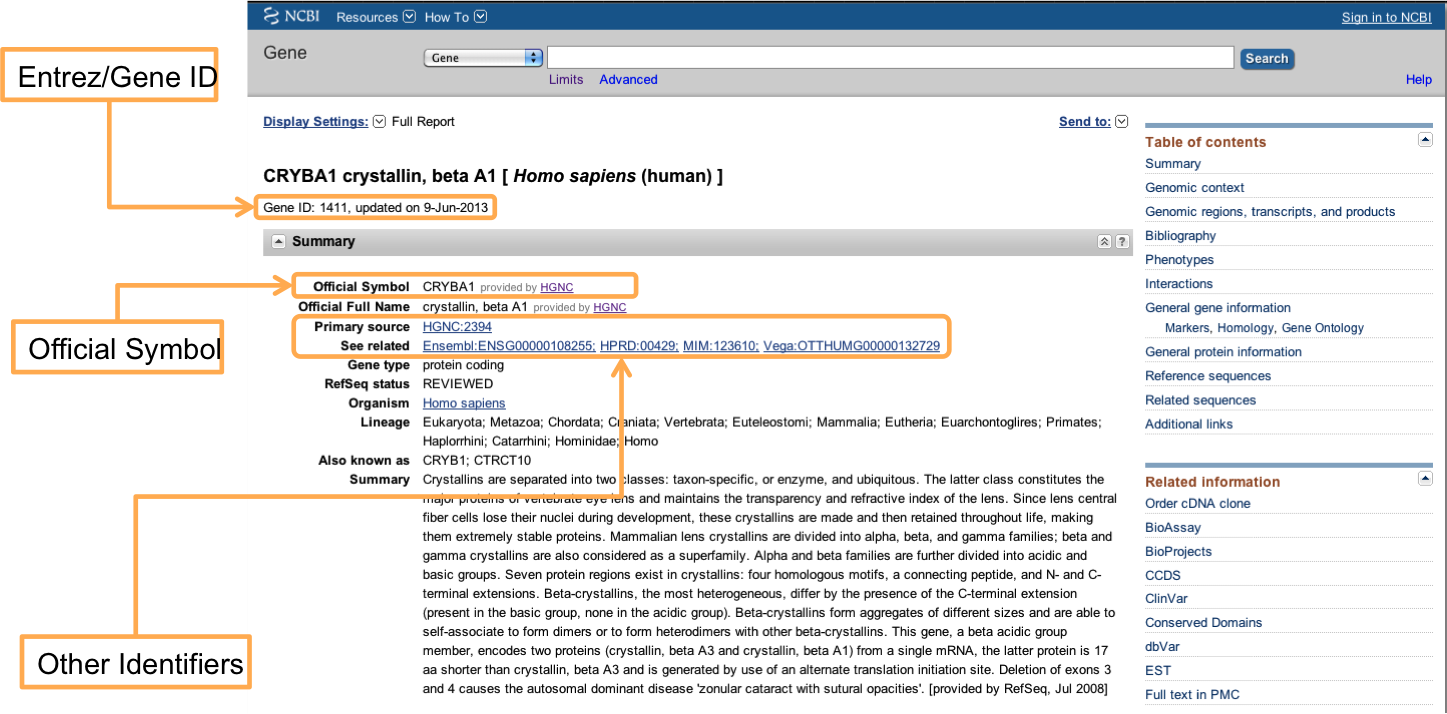 NCBI Resources How To Sign in to NCBI
Gene Gene Search
Limits Advanced Help
Entrez/Gene ID
Display Settings: Full Report Send to:
CRYBA1 crystallin, beta A1 [ Homo sapiens (human) ]
Gene ID: 1411, updated on 9-Jun-2013
Summary ?
Official Symbol CRYBA1 provided by HGNC
Official Full Name crystallin, beta A1 provided by HGNC
Primary source HGNC:2394
See related Ensembl:ENSG00000108255; HPRD:00429; MIM:123610; Vega:OTTHUMG00000132729
Gene type protein coding
RefSeq status REVIEWED
Organism Homo sapiens
Lineage Eukaryota; Metazoa; Chordata; Craniata; Vertebrata; Euteleostomi; Mammalia; Eutheria; Euarchontoglires; Primates;
Haplorrhini; Catarrhini; Hominidae; Homo
Also known as CRYB1; CTRCT10
Summary Crystallins are separated into two classes: taxon-specific, or enzyme, and ubiquitous. The latter class constitutes the
major proteins of vertebrate eye lens and maintains the transparency and refractive index of the lens. Since lens central
fiber cells lose their nuclei during development, these crystallins are made and then retained throughout life, making
them extremely stable proteins. Mammalian lens crystallins are divided into alpha, beta, and gamma families; beta and
gamma crystallins are also considered as a superfamily. Alpha and beta families are further divided into acidic and
basic groups. Seven protein regions exist in crystallins: four homologous motifs, a connecting peptide, and N- and C-
terminal extensions. Beta-crystallins, the most heterogeneous, differ by the presence of the C-terminal extension
(present in the basic group, none in the acidic group). Beta-crystallins form aggregates of different sizes and are able to
self-associate to form dimers or to form heterodimers with other beta-crystallins. This gene, a beta acidic group
member, encodes two proteins (crystallin, beta A3 and crystallin, beta A1) from a single mRNA, the latter protein is 17
aa shorter than crystallin, beta A3 and is generated by use of an alternate translation initiation site. Deletion of exons 3
and 4 causes the autosomal dominant disease 'zonular cataract with sutural opacities'. [provided by RefSeq, Jul 2008]
Official Symbol
Other Identifiers
Table of contents
Summary
Genomic context
Genomic regions, transcripts, and products
Bibliography
Phenotypes
Interactions
General gene information
Markers, Homology, Gene Ontology
General protein information
Reference sequences
Related sequences
Additional links
Related information
Order cDNA clone
BioAssay
BioProjects
CCDS
ClinVar
Conserved Domains
dbVar
EST
Full text in PMC